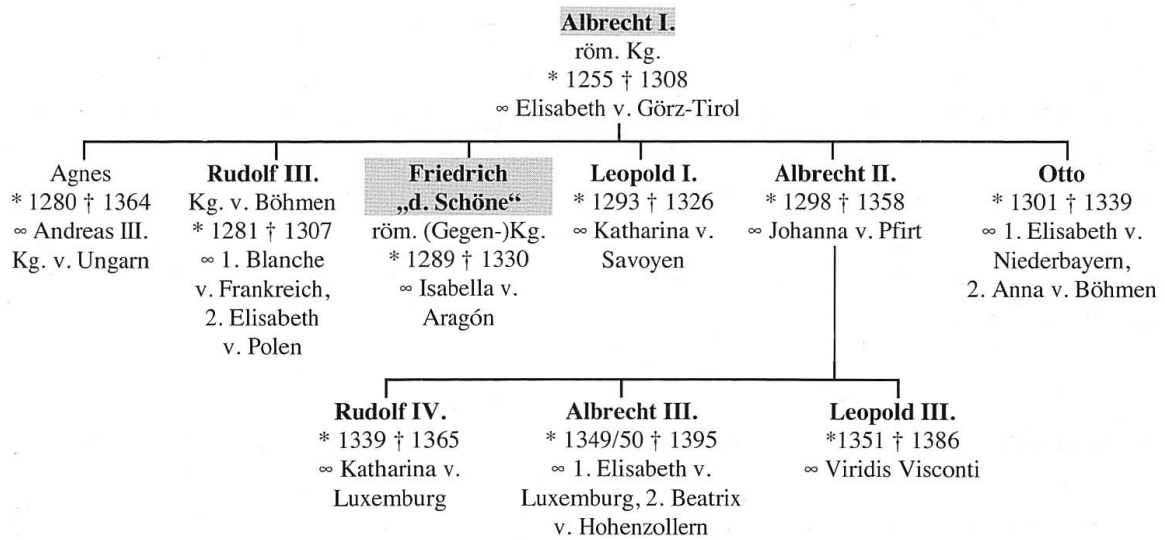 Albrecht I.
röm. Kg.
* 1255 † 1308
∞ Elisabeth v. Görz-Tirol
Agnes
* 1280 † 1364
∞ Andreas III.
Kg. v. Ungarn
Rudolf III.
Kg. v. Böhmen
* 1281 † 1307
∞ 1. Blanche
v. Frankreich,
2. Elisabeth
v. Polen
Friedrich
„d. Schöne“
röm. (Gegen-)Kg.
* 1289 † 1330
∞ Isabella v.
Aragón
Leopold I.
* 1293 † 1326
∞ Katharina v.
Savoyen
Albrecht II.
* 1298 † 1358
∞ Johanna v. Pfirt
Otto
* 1301 † 1339
∞ 1. Elisabeth v.
Niederbayern,
2. Anna v. Böhmen
Rudolf IV.
* 1339 † 1365
∞ Katharina v.
Luxemburg
Albrecht III.
* 1349/50 † 1395
∞ 1. Elisabeth v.
Luxemburg, 2. Beatrix
v. Hohenzollern
Leopold III.
*1351 † 1386
∞ Viridis Visconti